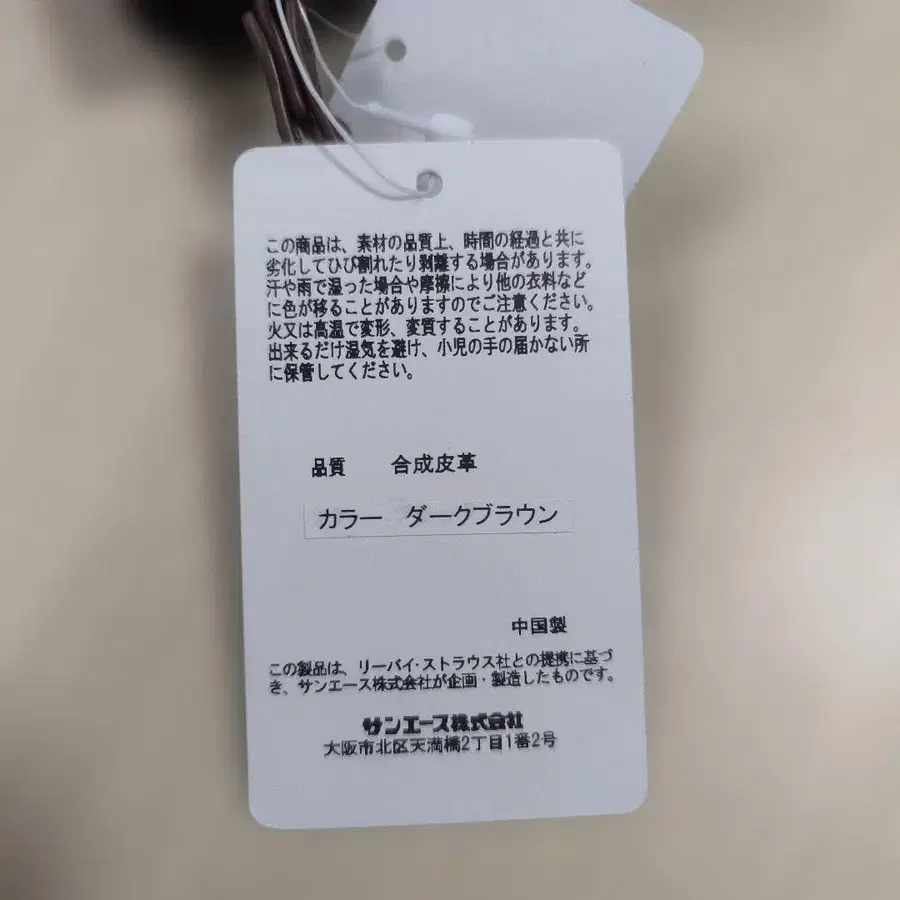 この商品は、素材の品質上、時間の経過と共に
劣化してひび割れたり剥離する場合があります。
汗や雨で湿った場合や摩擦により他の衣料など
に色が移ることがありますのでご注意ください。
火又は高温で変形、変質することがあります。
出来るだけ湿気を避け、小児の手の届かない所
に保管してください。
品質 合成皮革
カラー ダークブラウン
中国製
この製品は、リーバイ・ストラウス社との提携に基づ
き、サンエース株式会社が企画・製造したものです。
サンエース株式会社
大阪市北区天満橋2丁目1番2号